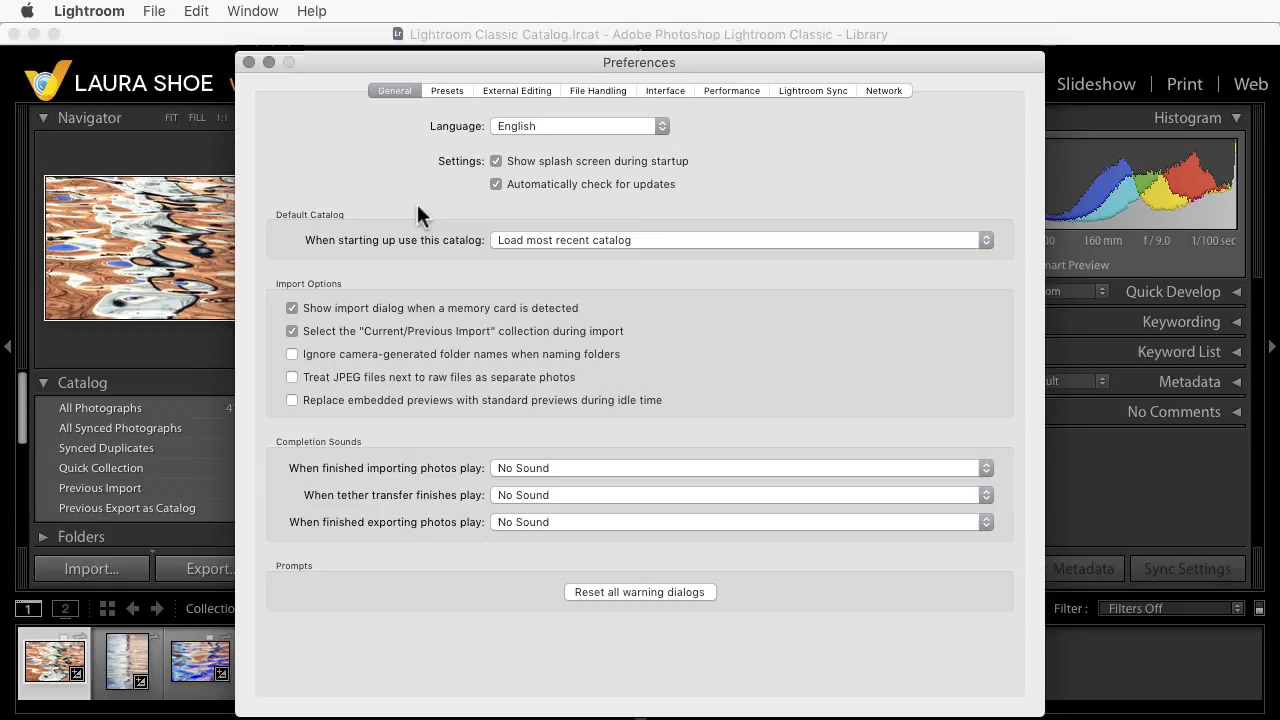 Lightroom File Edit Window Help
Lightroom Classic Catalog.lrcat - Adobe Photoshop Lightroom Classic - Library
Preferences
LAURA SHOE
Slideshow | Print | Web
General Presets External Editing File Handling Interface Performance Lightroom Sync Network
Navigator FIT FILL 1:1
Histogram
Language: English
Settings: Show splash screen during startup
Automatically check for updates
Default Catalog
When starting up use this catalog: Load most recent catalog
160 mm f / 9.0 1/100 sec
mart Preview
Import Options
Quick Develop
Show import dialog when a memory card is detected
Keywording
Select the "Current/Previous Import" collection during import
Keyword List
Ignore camera-generated folder names when naming folders
Treat JPEG files next to raw files as separate photos
Metadata
Catalog
Replace embedded previews with standard previews during idle time
No Comments
All Photographs 4
All Synced Photographs
Synced Duplicates
Quick Collection
Previous Import
Previous Export as Catalog
Completion Sounds
When finished importing photos play: No Sound
When tether transfer finishes play: No Sound
When finished exporting photos play: No Sound
Folders
Prompts
Import... Export..
Metadata Sync Settings
Reset all warning dialogs
1 2 Collectio
Filter : Filters Off